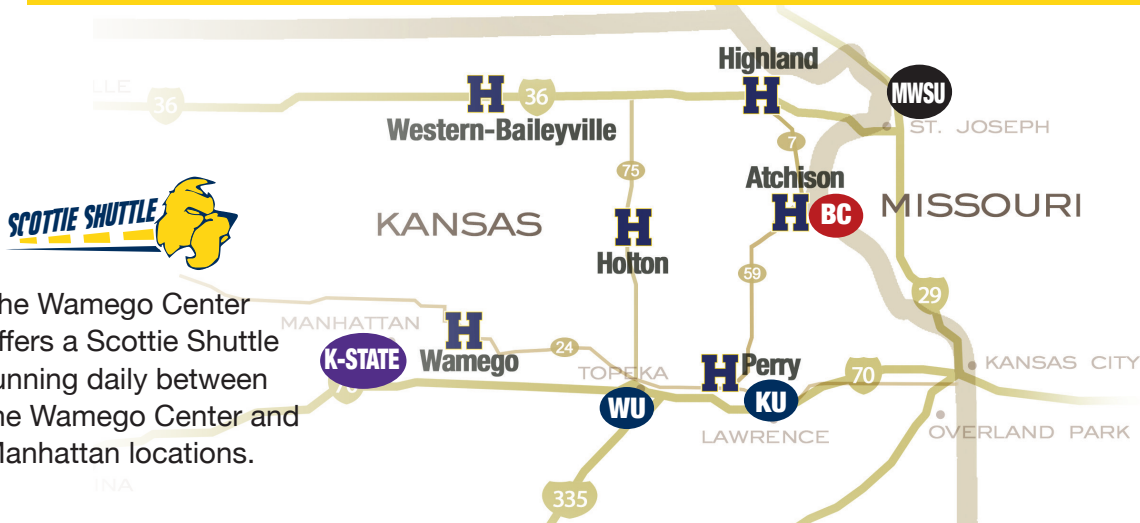 Highland
H
MWSU
LLE
36
H
36
Western-Baileyville
ST. JOSEPH
7
75
Atchison
H
BC
MISSOURI
SCOTTIE SHUTTLE
KANSAS
H
Holton
59
29
he Wamego Center
ffers a Scottie Shuttle
unning daily between
he Wamego Center and
Manhattan locations.
MANHATTAN
H
K-STATE
Wamego
24
TOPEKA
H
Perry
70
KANSAS CITY
WU
KU
LAWRENCE
OVERLAND PARK
INA
335